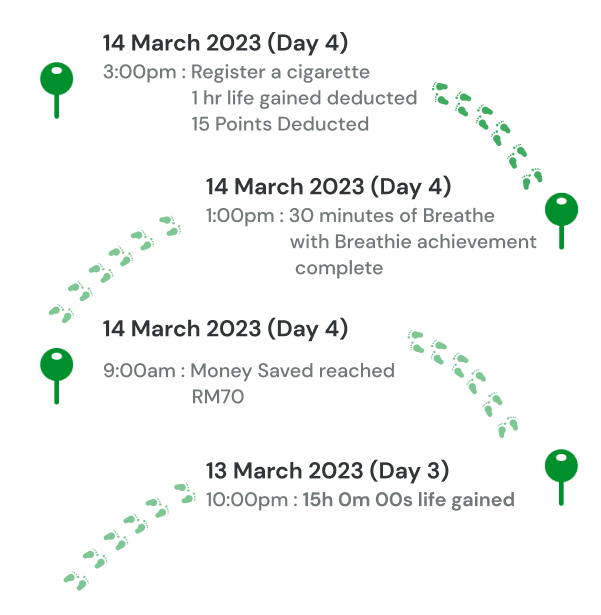 14 March 2023 (Day 4)
3:00pm : Register a cigarette
1 hr life gained deducted
15 Points Deducted
14 March 2023 (Day 4)
1:00pm : 30 minutes of Breathe
with Breathie achievement
complete
14 March 2023 (Day 4)
9:00am : Money Saved reached
RM70
13 March 2023 (Day 3)
10:00pm : 15h 0m 00s life gained